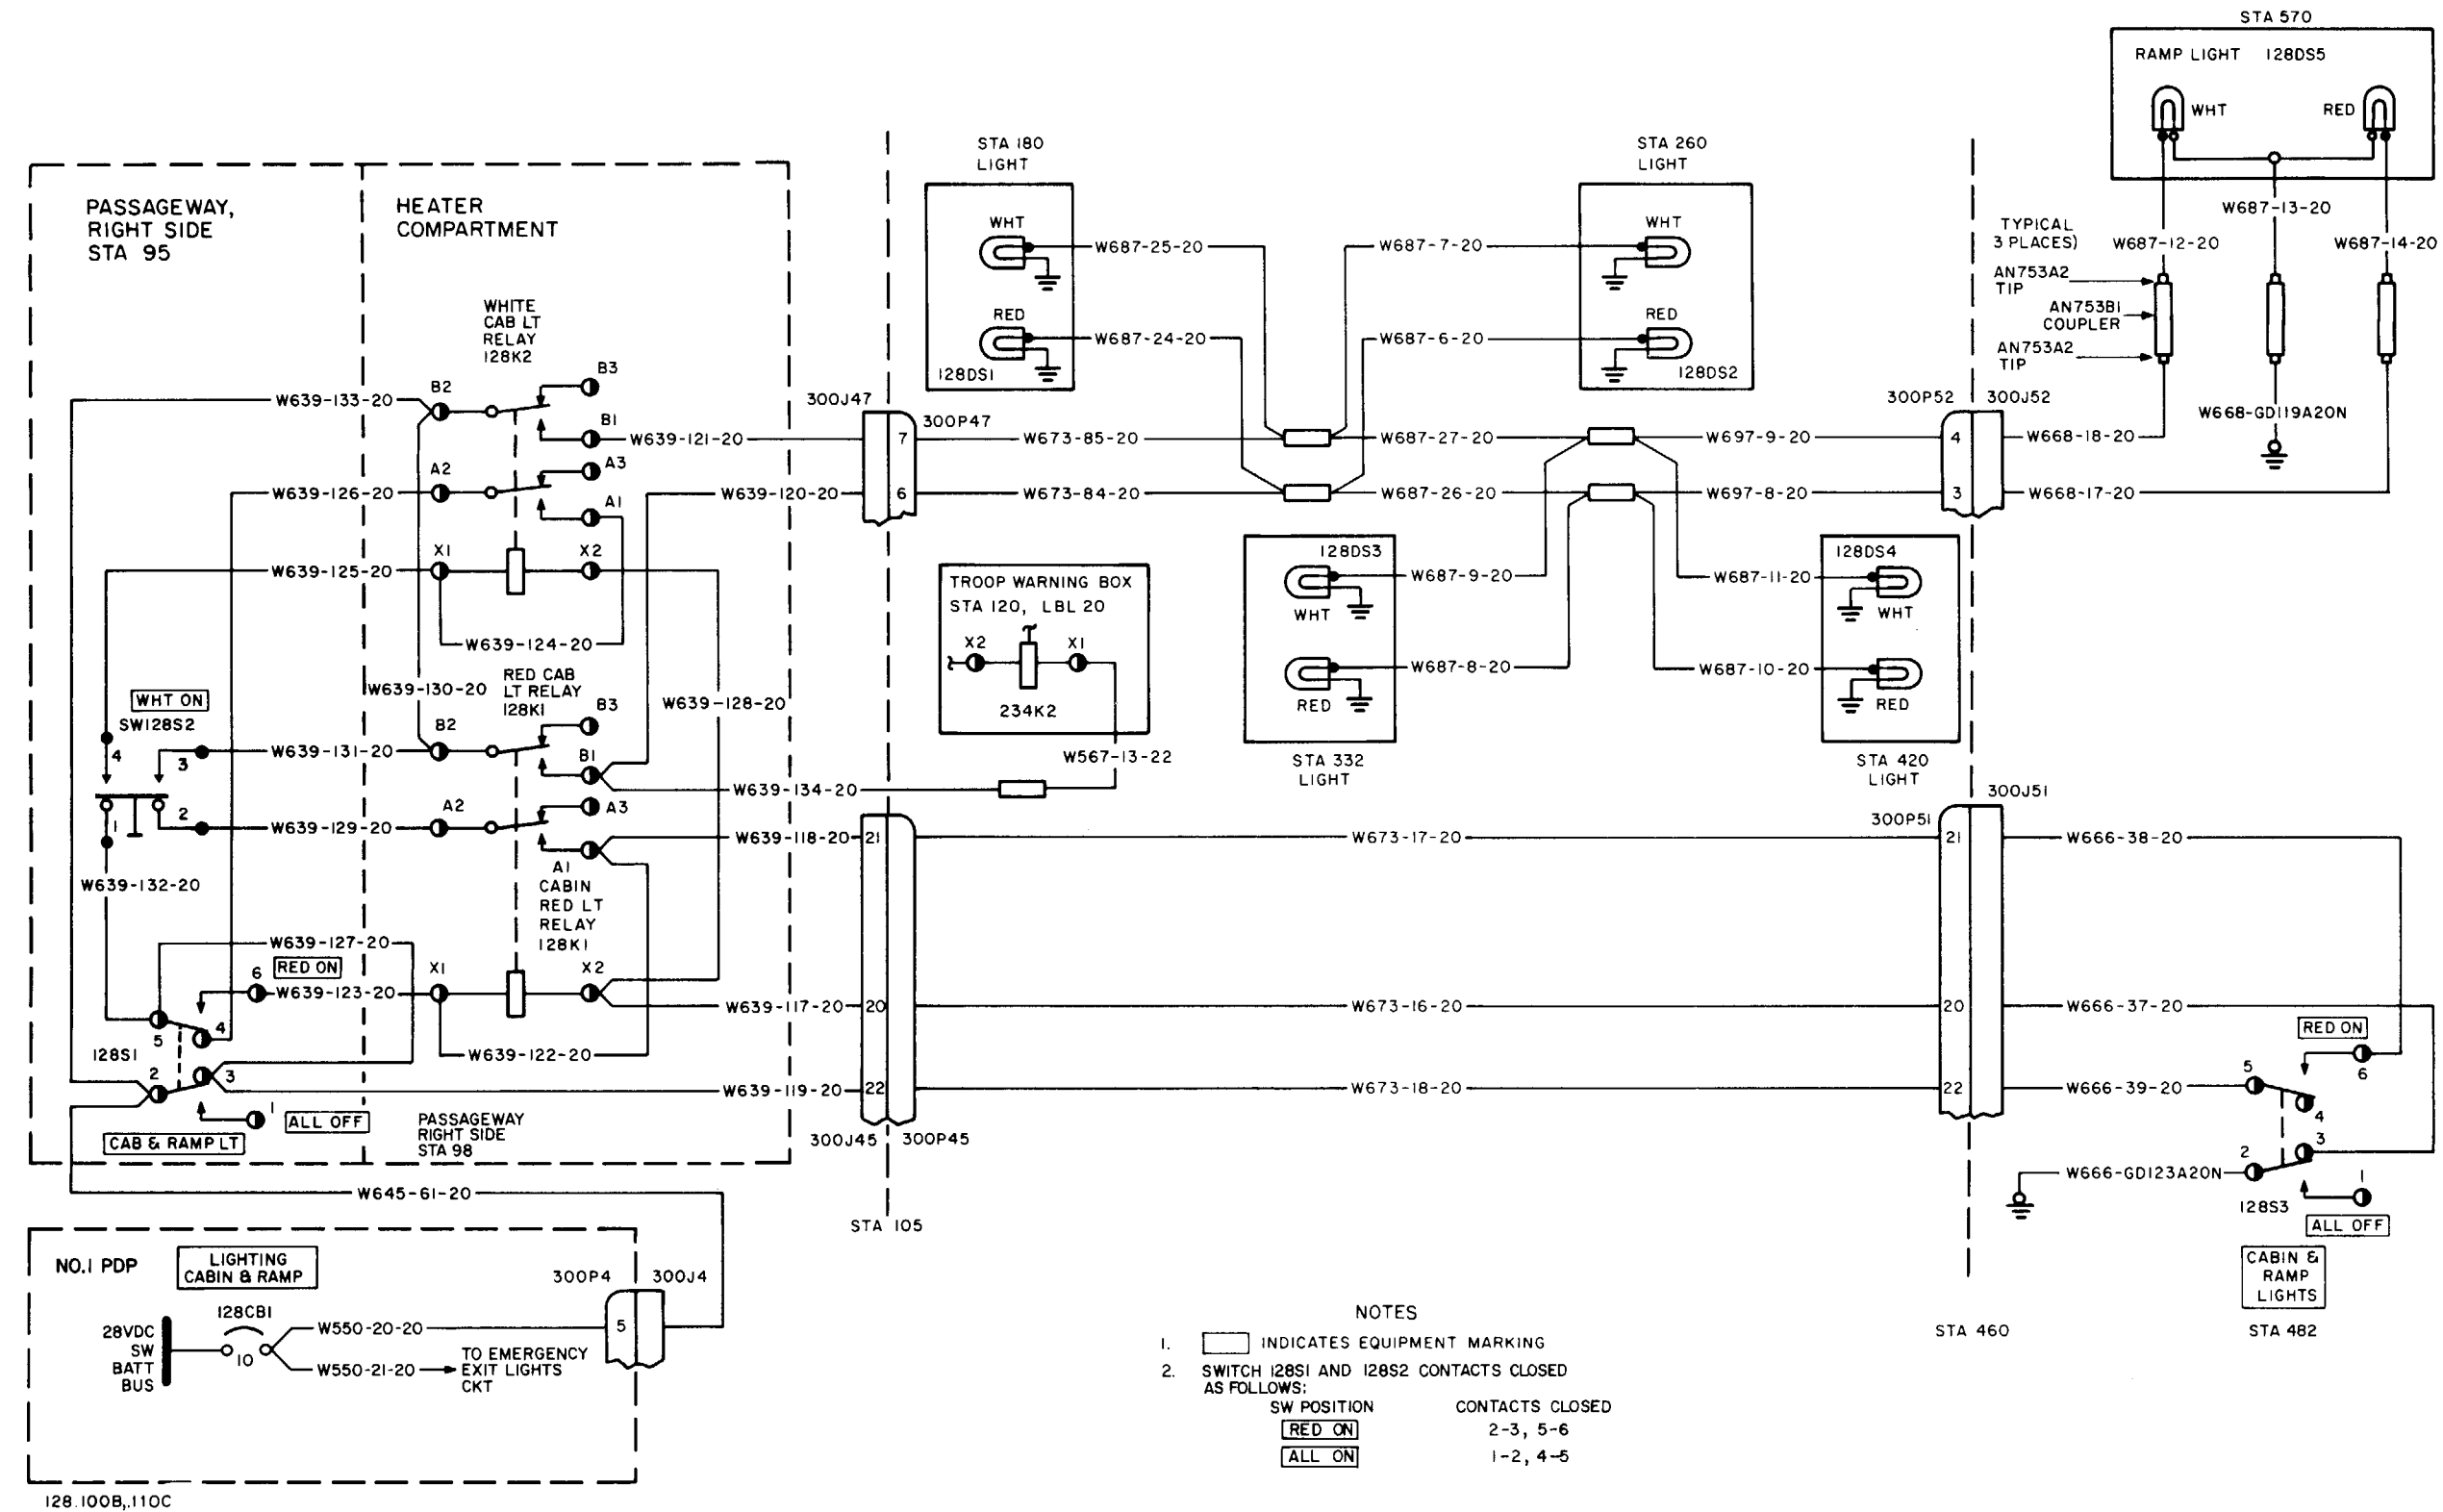 STA 570
RAMP LIGHT 128DS5
WHT
RED
STA 180
LIGHT
STA 260
LIGHT
PASSAGEWAY,
RIGHT SIDE
STA 95
HEATER
COMPARTMENT
WHT
RED
128DS1
W687-25-20
W687-24-20
W687-7-20
W687-6-20
WHT
RED
128DS2
TYPICAL
3 PLACES)
W687-12-20
W687-13-20
W687-14-20
AN753A2
TIP
AN753B1
COUPLER
AN753A2
TIP
W668-GD119A20N
WHITE
CAB LT
RELAY
128K2
W639-133-20
B2
B3
B1
W639-121-20
300J47
300P47
7
W673-85-20
W687-27-20
W697-9-20
300P52
300J52
4
W668-18-20
W639-126-20
A2
A3
A1
W639-120-20
6
W673-84-20
W687-26-20
W697-8-20
3
W668-17-20
W639-125-20
X1
X2
W639-124-20
TROOP WARNING BOX
STA 120, LBL 20
X2
X1
234K2
W567-13-22
128DS3
WHT
RED
STA 332
LIGHT
W687-9-20
W687-8-20
W687-11-20
W687-10-20
128DS4
WHT
RED
STA 420
LIGHT
W639-130-20
RED CAB
LT RELAY
128K1
W639-128-20
WHT ON
SW128S2
4
3
2
1
W639-131-20
B2
B3
B1
W639-134-20
W639-129-20
A2
A3
A1
CABIN
RED LT
RELAY
128K1
W639-118-20
21
W673-17-20
300P51
300J51
21
W666-38-20
W639-132-20
W639-127-20
6
RED ON
W639-123-20
X1
X2
W639-117-20
20
W673-16-20
20
W666-37-20
W639-122-20
5
4
128S1
2
3
1
W639-119-20
22
W673-18-20
22
W666-39-20
ALL OFF
CAB & RAMP LT
PASSAGEWAY
RIGHT SIDE
STA 98
300J45
300P45
STA 105
RED ON
5
6
4
3
2
1
W666-GD123A20N
128S3
ALL OFF
CABIN &
RAMP
LIGHTS
STA 460
STA 482
W645-61-20
NO.1 PDP
LIGHTING
CABIN & RAMP
300P4
300J4
128CB1
28VDC
SW
BATT
BUS
10
W550-20-20
5
W550-21-20
TO EMERGENCY
EXIT LIGHTS
CKT
NOTES
1. INDICATES EQUIPMENT MARKING
2. SWITCH 128S1 AND 128S2 CONTACTS CLOSED
AS FOLLOWS:
SW POSITION CONTACTS CLOSED
RED ON 2-3, 5-6
ALL ON 1-2, 4-5
128.100B,.110C